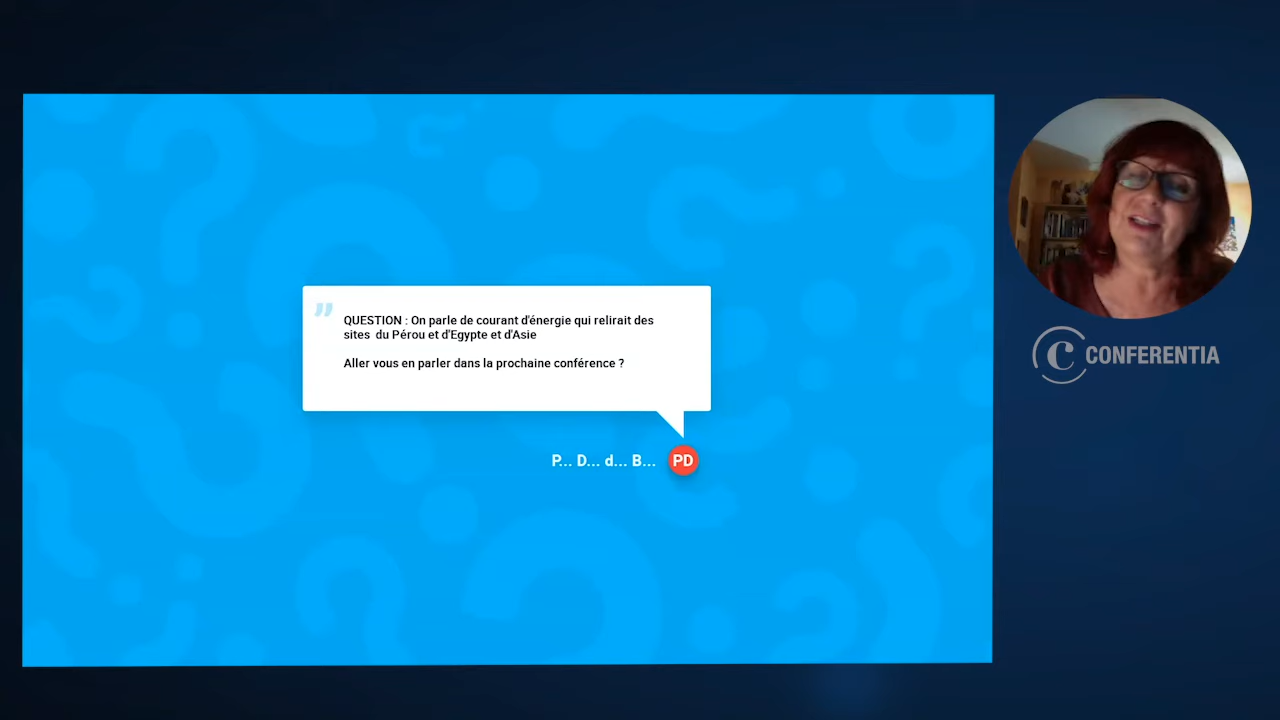 QUESTION : On parle de courant d'énergie qui relirait des
sites du Pérou et d'Egypte et d'Asie
Aller vous en parler dans la prochaine conférence ?
P... D... d... B...
PD
C CONFERENTIA